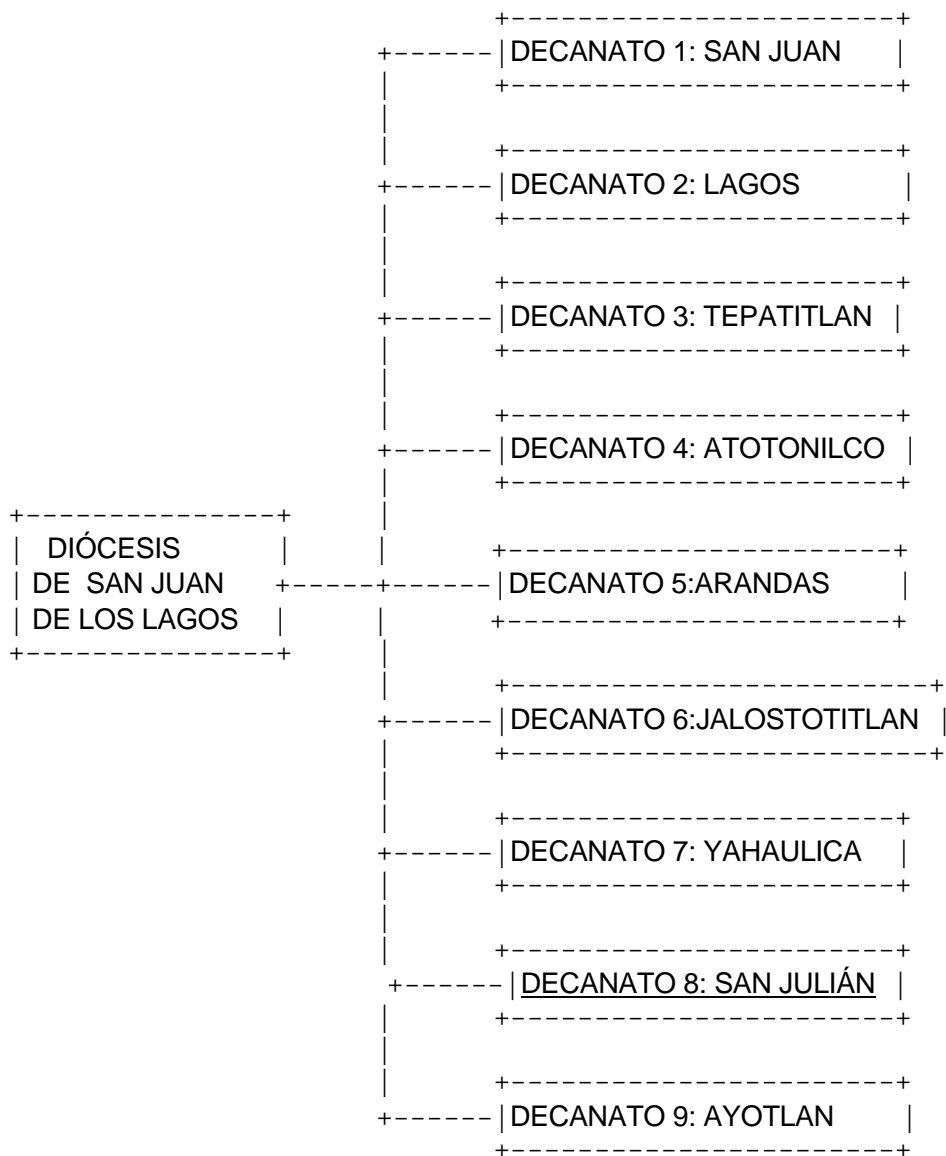 DECANATO 1: SAN JUAN
DECANATO 2: LAGOS
DECANATO 3: TEPATITLAN
DECANATO 4: ATOTONILCO
DIÓCESIS
DE SAN JUAN
DE LOS LAGOS
DECANATO 5:ARANDAS
DECANATO 6:JALOSTOTITLAN
DECANATO 7: YAHAULICA
DECANATO 8: SAN JULIÁN
DECANATO 9: AYOTLAN